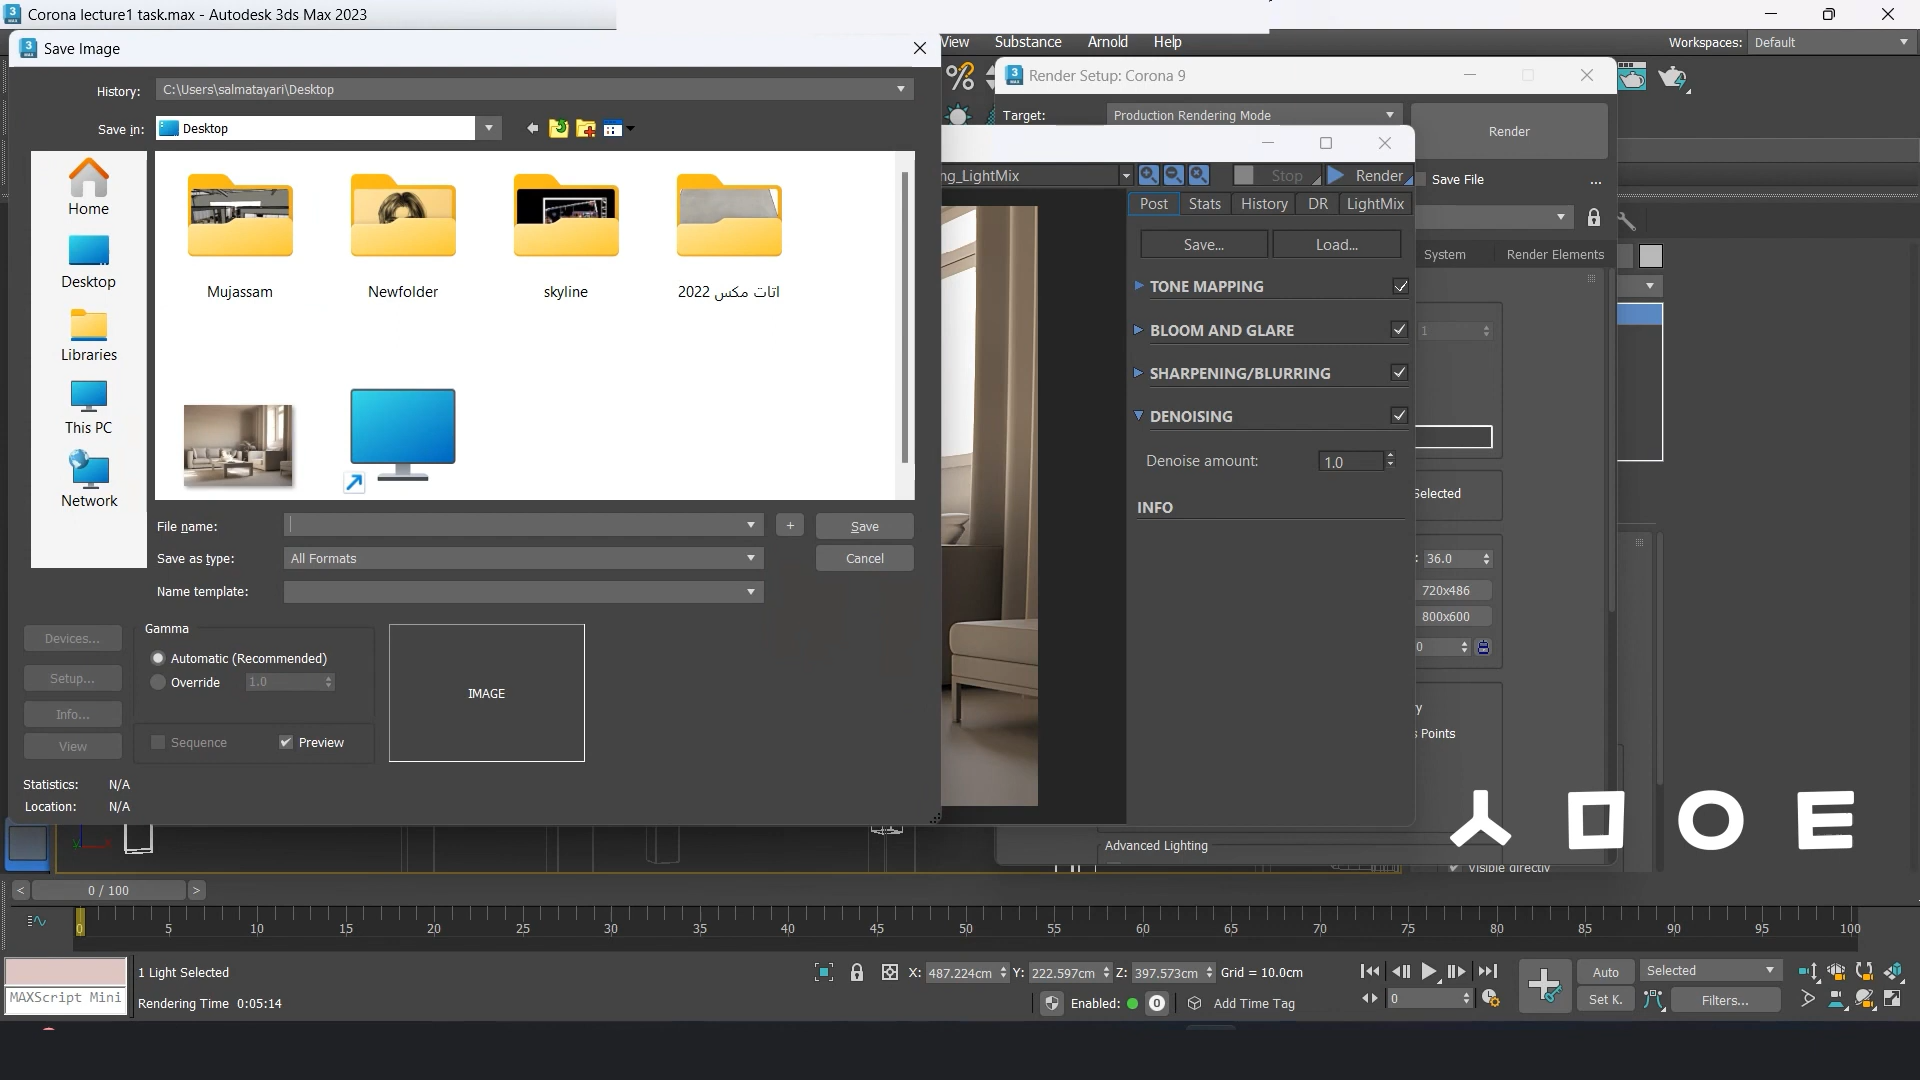 Corona lecture1 task.max - Autodesk 3ds Max 2023
Save Image
View Substance Arnold Help
Workspaces: Default
History: C:\Users\salmatayari\Desktop
Save in: Desktop
Home
Desktop
Libraries
This PC
Network
Mujassam
Newfolder
skyline
اثاث مكس 2022
File name:
+
Save
Save as type: All Formats
Cancel
Name template:
Devices...
Setup...
Info...
View
Gamma
Automatic (Recommended)
Override 1.0
Sequence Preview
IMAGE
Statistics: N/A
Location: N/A
Render Setup: Corona 9
Target: Production Rendering Mode
Render
Save File
...
System Render Elements
ng_LightMix
Stop Render
Post Stats History DR LightMix
Save... Load...
TONE MAPPING
BLOOM AND GLARE
SHARPENING/BLURRING
DENOISING
Denoise amount: 1.0
INFO
1
Selected
: 36.0
720x486
800x600
0
ry
s Points
Advanced Lighting
Visible directly
< 0 / 100 >
0 5 10 15 20 25 30 35 40 45 50 55 60 65 70 75 80 85 90 95 100
1 Light Selected
MAXScript Mini
Rendering Time 0:05:14
X: 487.224cm Y: 222.597cm Z: 397.573cm Grid = 10.0cm
Enabled: 0 Add Time Tag
0
Auto Selected
Set K. Filters...